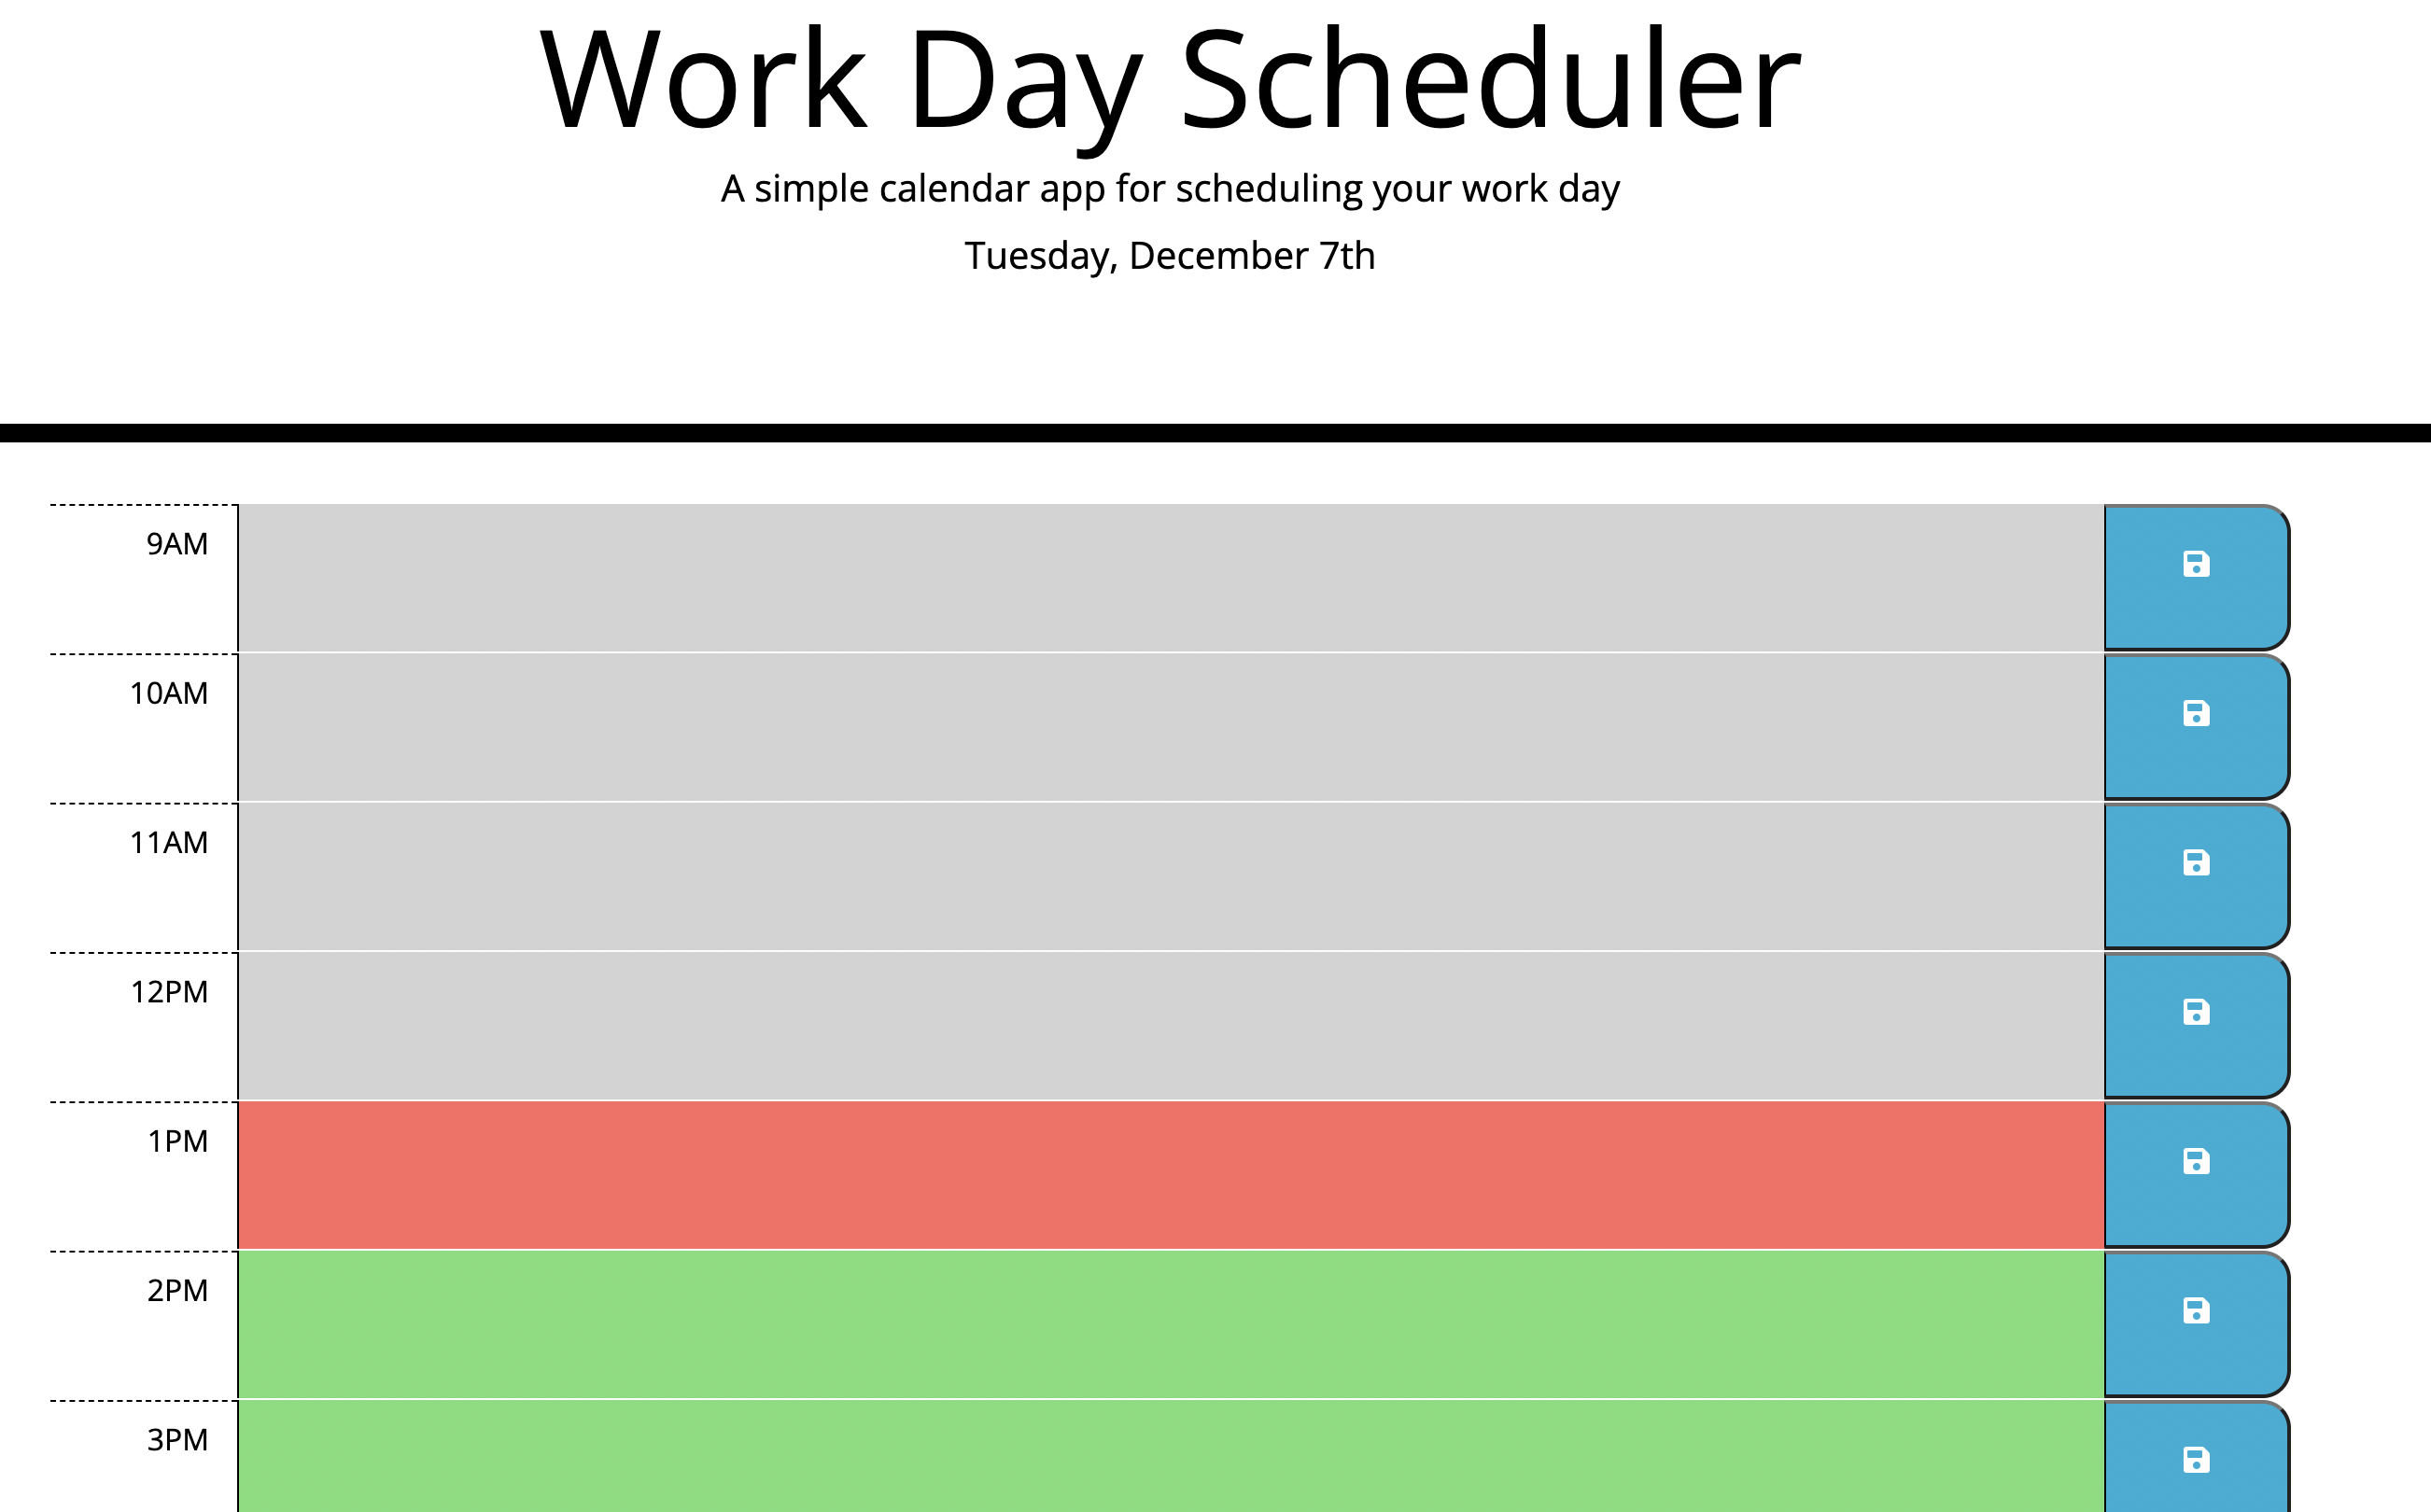 Work Day Scheduler
A simple calendar app for scheduling your work day
Tuesday, December 7th
9AM
10AM
11AM
12PM
1PM
2PM
3PM